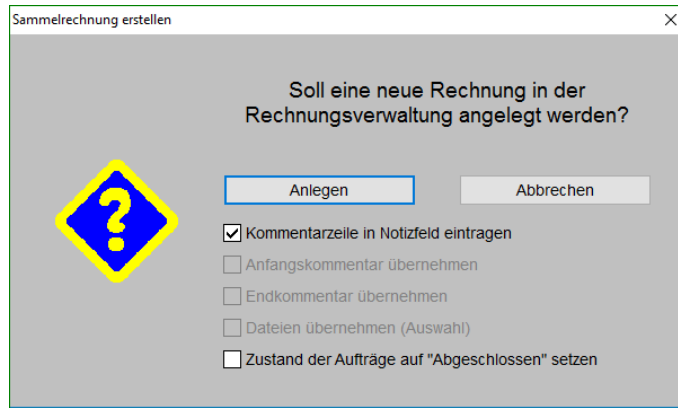 Sammelrechnung erstellen
Soll eine neue Rechnung in der
Rechnungsverwaltung angelegt werden?
Anlegen
Abbrechen
Kommentarzeile in Notizfeld eintragen
Anfangskommentar übernehmen
Endkommentar übernehmen
Dateien übernehmen (Auswahl)
Zustand der Aufträge auf "Abgeschlossen" setzen